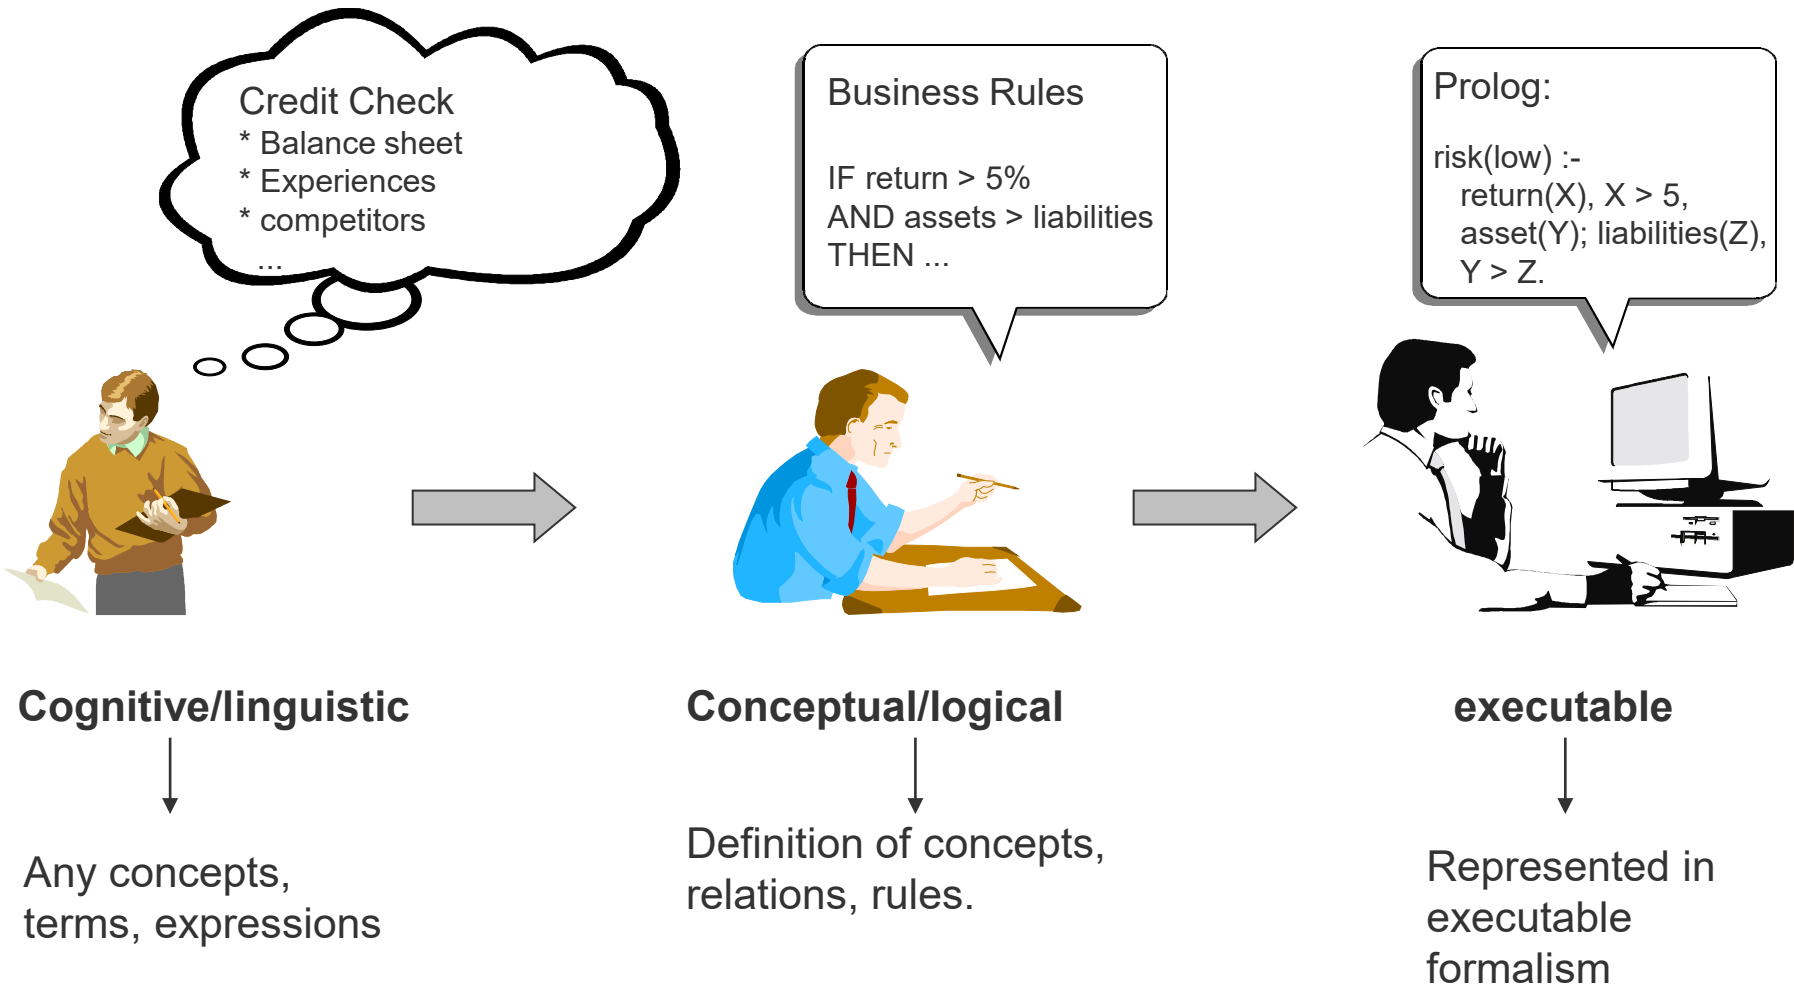 Credit Check
* Balance sheet
* Experiences
* competitors
...
Business Rules
IF return > 5%
AND assets > liabilities
THEN ...
Prolog:
risk(low) :-
return(X), X > 5,
asset(Y); liabilities(Z),
Y > Z.
Cognitive/linguistic
Conceptual/logical
executable
Any concepts,
terms, expressions
Definition of concepts,
relations, rules.
Represented in
executable
formalism